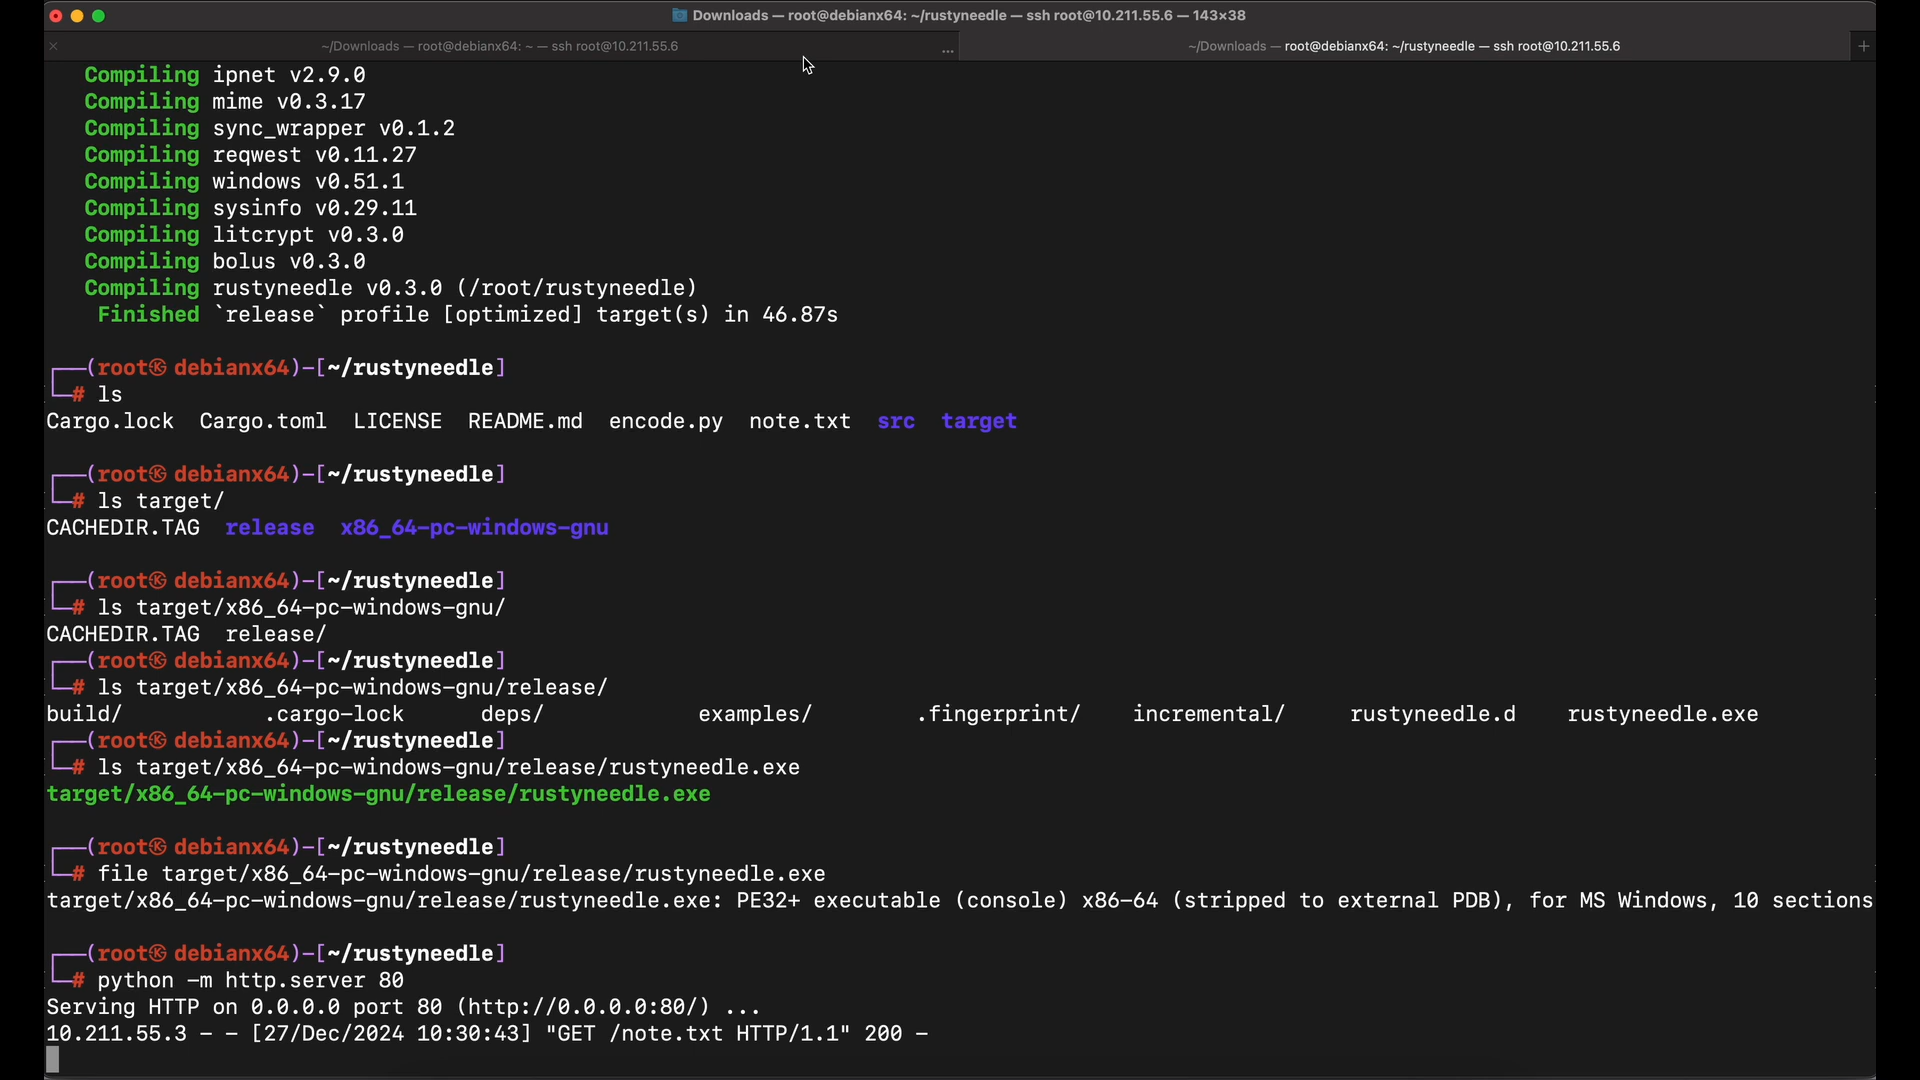 Downloads — root@debianx64: ~/rustyneedle — ssh root@10.211.55.6 — 143×38
~/Downloads — root@debianx64: ~ — ssh root@10.211.55.6 ... ~/Downloads — root@debianx64: ~/rustyneedle — ssh root@10.211.55.6
Compiling ipnet v2.9.0
Compiling mime v0.3.17
Compiling sync_wrapper v0.1.2
Compiling reqwest v0.11.27
Compiling windows v0.51.1
Compiling sysinfo v0.29.11
Compiling litcrypt v0.3.0
Compiling bolus v0.3.0
Compiling rustyneedle v0.3.0 (/root/rustyneedle)
Finished `release` profile [optimized] target(s) in 46.87s
┌──(root㉿debianx64)-[~/rustyneedle]
└─# ls
Cargo.lock  Cargo.toml  LICENSE  README.md  encode.py  note.txt  src  target
┌──(root㉿debianx64)-[~/rustyneedle]
└─# ls target/
CACHEDIR.TAG  release  x86_64-pc-windows-gnu
┌──(root㉿debianx64)-[~/rustyneedle]
└─# ls target/x86_64-pc-windows-gnu/
CACHEDIR.TAG  release/
┌──(root㉿debianx64)-[~/rustyneedle]
└─# ls target/x86_64-pc-windows-gnu/release/
build/ .cargo-lock deps/ examples/ .fingerprint/ incremental/ rustyneedle.d rustyneedle.exe
┌──(root㉿debianx64)-[~/rustyneedle]
└─# ls target/x86_64-pc-windows-gnu/release/rustyneedle.exe
target/x86_64-pc-windows-gnu/release/rustyneedle.exe
┌──(root㉿debianx64)-[~/rustyneedle]
└─# file target/x86_64-pc-windows-gnu/release/rustyneedle.exe
target/x86_64-pc-windows-gnu/release/rustyneedle.exe: PE32+ executable (console) x86-64 (stripped to external PDB), for MS Windows, 10 sections
┌──(root㉿debianx64)-[~/rustyneedle]
└─# python -m http.server 80
Serving HTTP on 0.0.0.0 port 80 (http://0.0.0.0:80/) ...
10.211.55.3 - - [27/Dec/2024 10:30:43] "GET /note.txt HTTP/1.1" 200 -